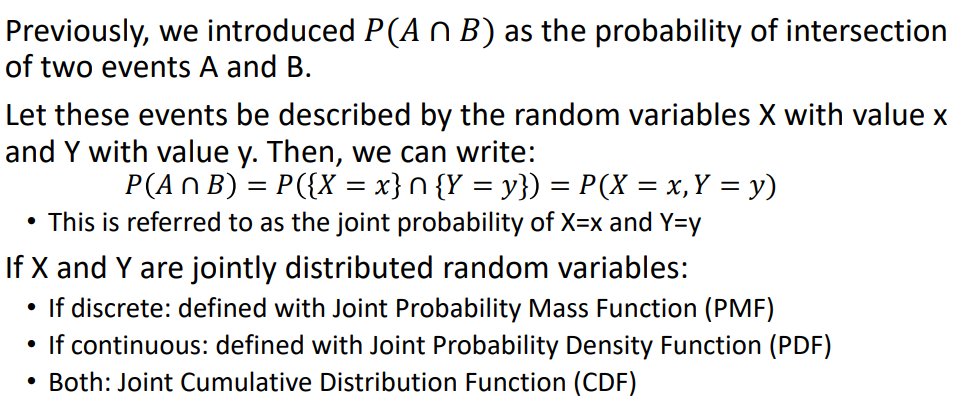 Previously, we introduced P(A ∩ B) as the probability of intersection
of two events A and B.
Let these events be described by the random variables X with value x
and Y with value y. Then, we can write:
P(A ∩ B) = P({X = x} ∩ {Y = y}) = P(X = x, Y = y)
• This is referred to as the joint probability of X=x and Y=y
If X and Y are jointly distributed random variables:
• If discrete: defined with Joint Probability Mass Function (PMF)
• If continuous: defined with Joint Probability Density Function (PDF)
• Both: Joint Cumulative Distribution Function (CDF)